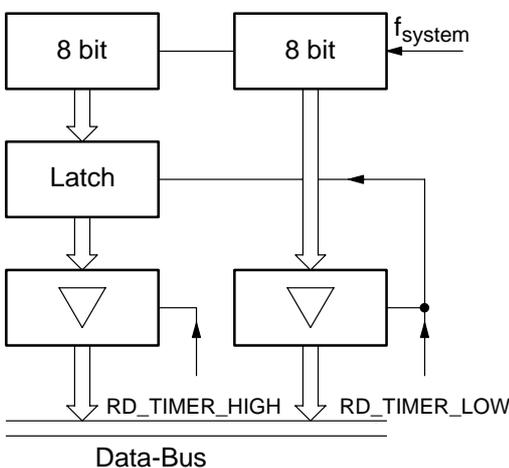 8 bit
8 bit
fsystem
Latch
RD_TIMER_HIGH
RD_TIMER_LOW
Data-Bus